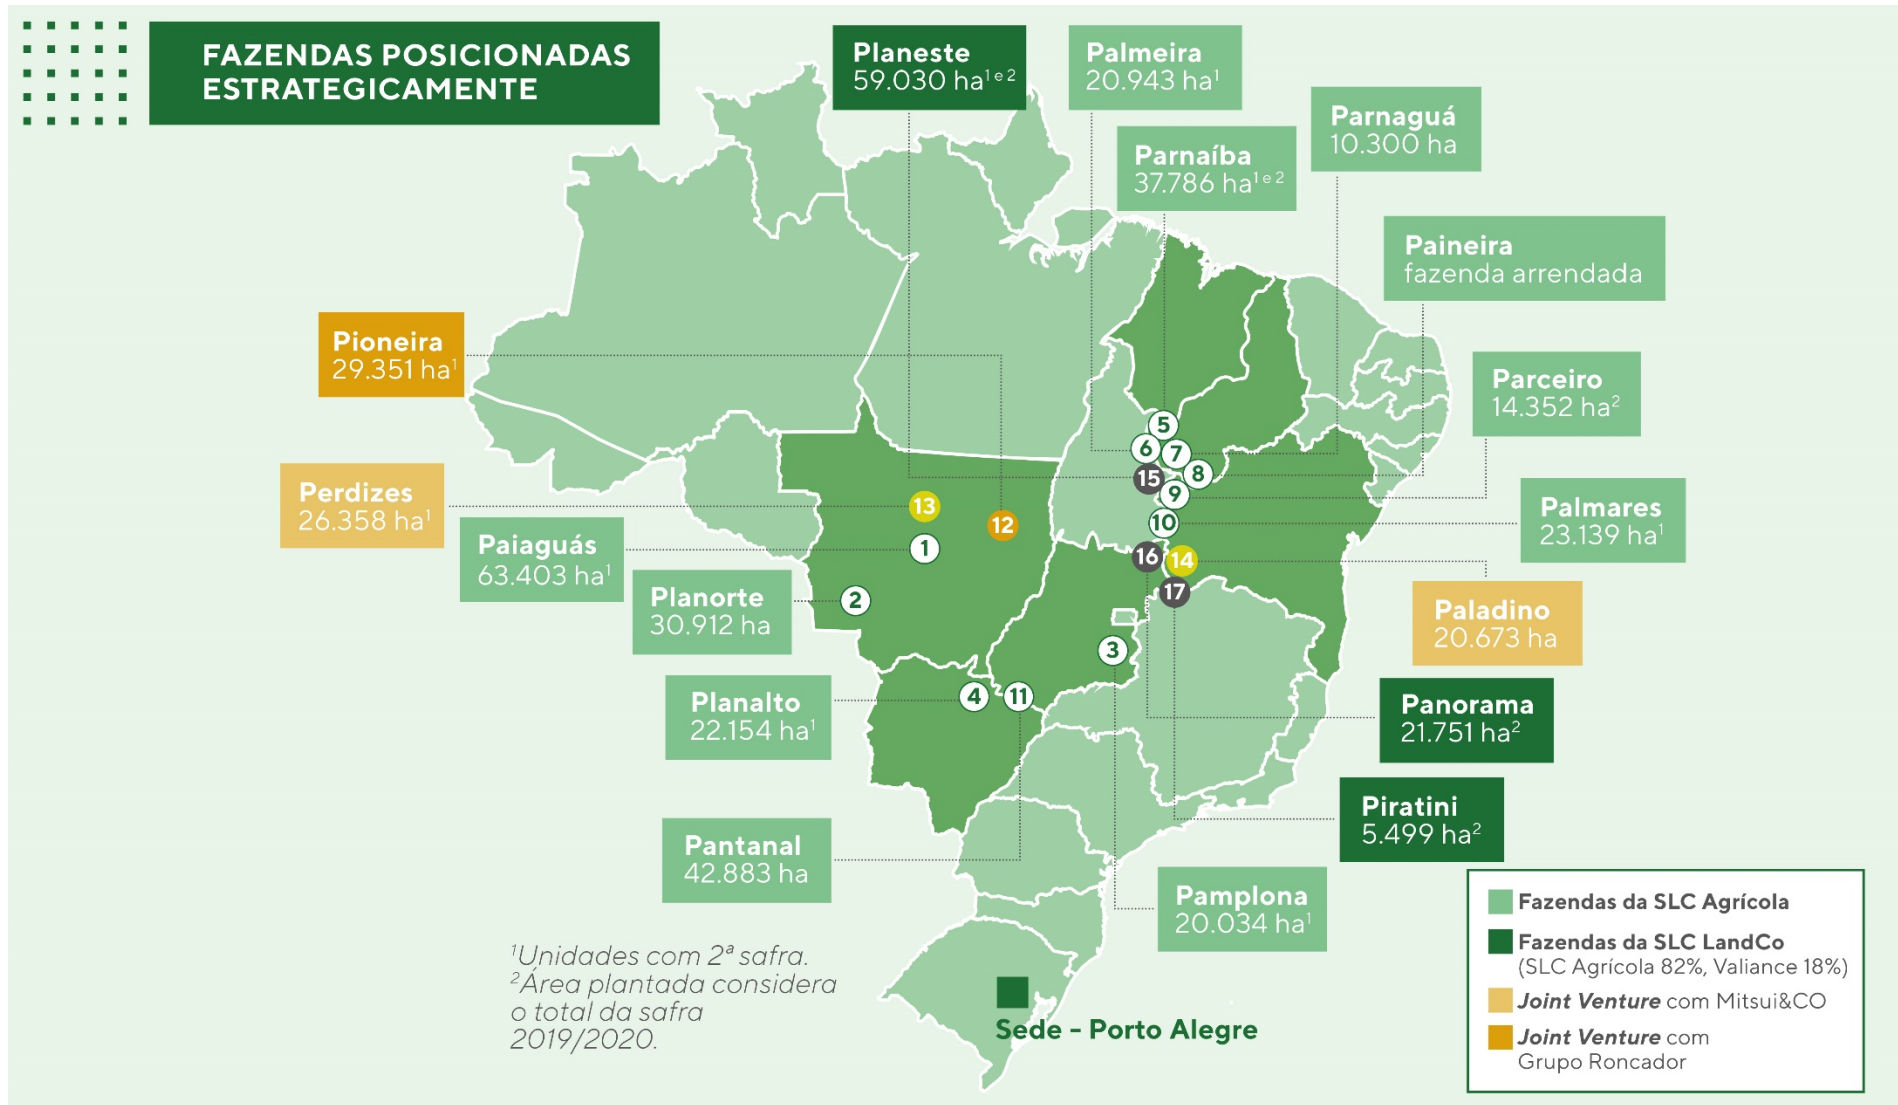 FAZENDAS POSICIONADAS
ESTRATEGICAMENTE
Planeste
59.030 ha¹ ᵉ ²
Palmeira
20.943 ha¹
Parnaguá
10.300 ha
Parnaíba
37.786 ha¹ ᵉ ²
Paineira
fazenda arrendada
Pioneira
29.351 ha¹
Parceiro
14.352 ha²
Perdizes
26.358 ha¹
Palmares
23.139 ha¹
Paiaguás
63.403 ha¹
Planorte
30.912 ha
Paladino
20.673 ha
Planalto
22.154 ha¹
Panorama
21.751 ha²
Piratini
5.499 ha²
Pantanal
42.883 ha
Pamplona
20.034 ha¹
5
6
7
8
15
9
13
12
10
1
16
14
17
2
3
4
11
¹Unidades com 2ª safra.
²Área plantada considera
o total da safra
2019/2020.
Sede - Porto Alegre
Fazendas da SLC Agrícola
Fazendas da SLC LandCo
(SLC Agrícola 82%, Valiance 18%)
Joint Venture com Mitsui&CO
Joint Venture com
Grupo Roncador